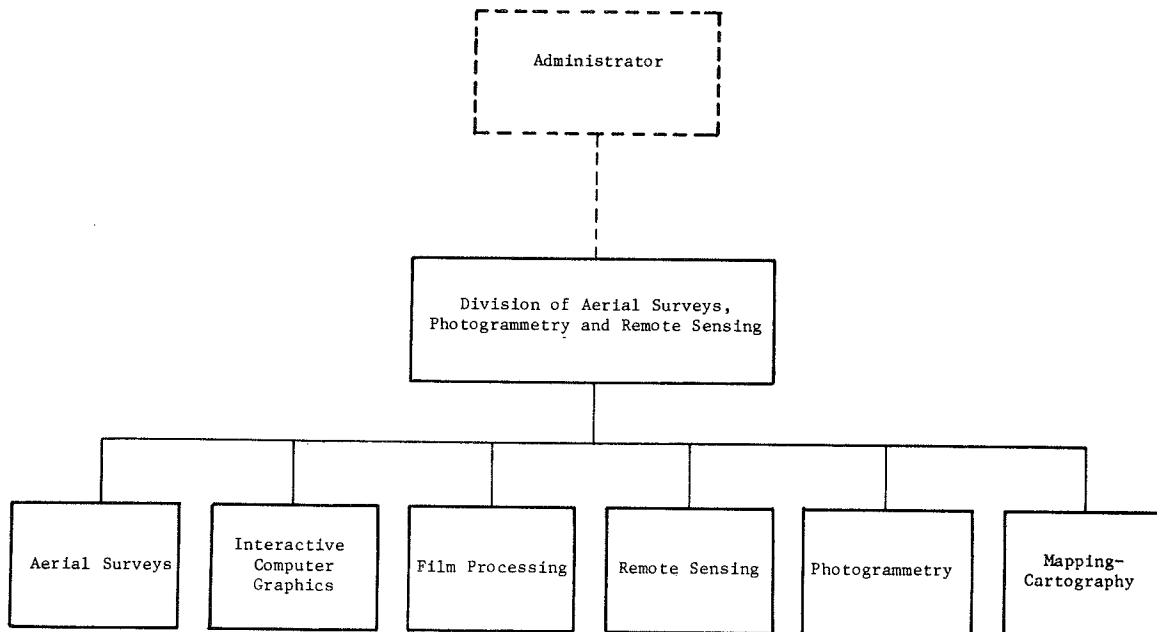 Administrator
Division of Aerial Surveys,
Photogrammetry and Remote Sensing
Aerial Surveys
Interactive
Computer
Graphics
Film Processing
Remote Sensing
Photogrammetry
Mapping-
Cartography